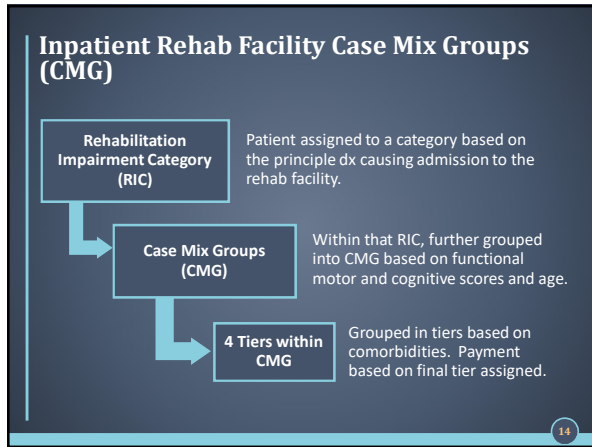 Inpatient Rehab Facility Case Mix Groups
(CMG)
Rehabilitation
Impairment Category
(RIC)
Patient assigned to a category based on
the principle dx causing admission to the
rehab facility.
Case Mix Groups
(CMG)
Within that RIC, further grouped
into CMG based on functional
motor and cognitive scores and age.
4 Tiers within
CMG
Grouped in tiers based on
comorbidities.  Payment
based on final tier assigned.
14